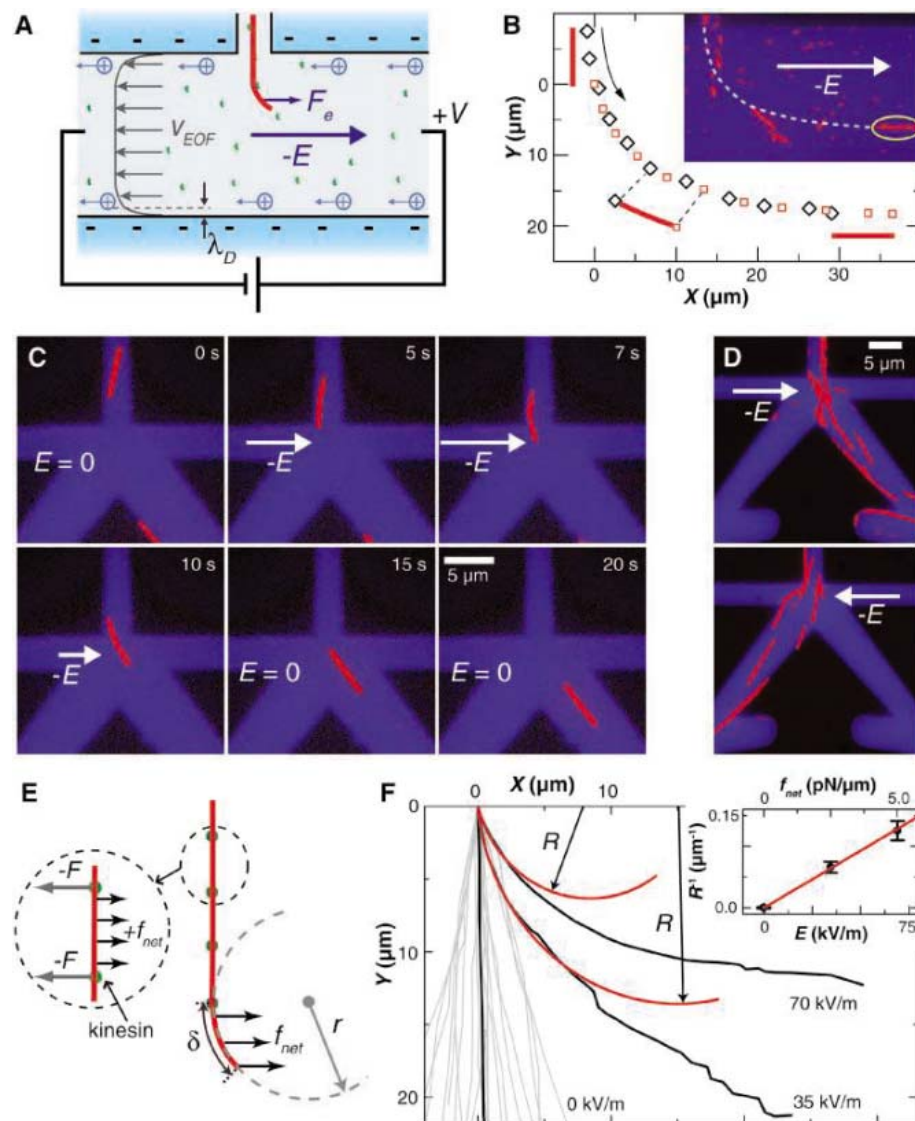 A
- - - - - - - -
F_e
+V
V_EOF
-E
λ_D
- - - - - - - -
B
0
10
20
Y (µm)
0 10 20 30
X (µm)
-E
C
0 s
5 s
7 s
E = 0
-E
-E
10 s
15 s
20 s
5 µm
-E
E = 0
E = 0
D
5 µm
-E
-E
E
-F
+f_net
-F
kinesin
δ
f_net
r
F
X (µm)
0 10
0
10
20
Y (µm)
R
R
70 kV/m
35 kV/m
0 kV/m
f_net (pN/µm)
0 5.0
0.15
0.0
R⁻¹ (µm⁻¹)
0 75
E (kV/m)